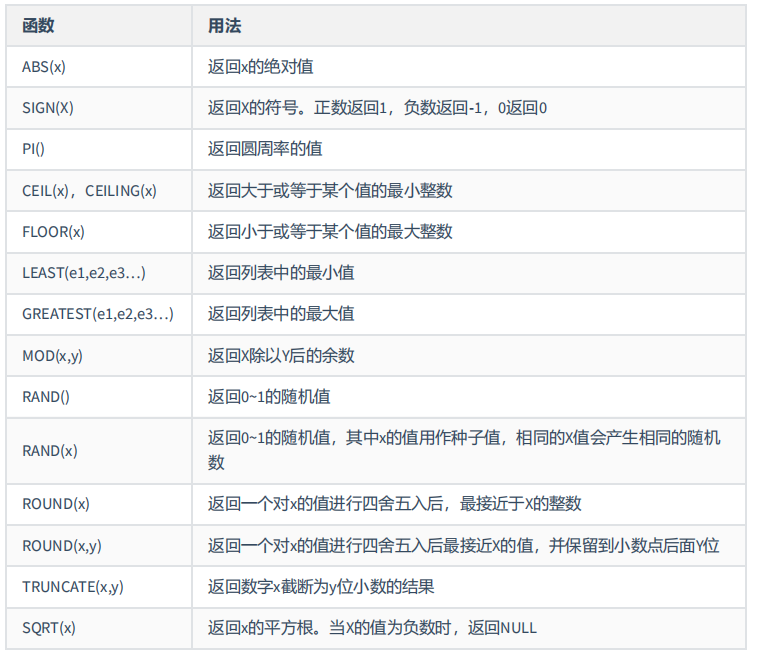 函数 用法
ABS(x) 返回x的绝对值
SIGN(X) 返回X的符号。正数返回1，负数返回-1，0返回0
PI() 返回圆周率的值
CEIL(x)，CEILING(x) 返回大于或等于某个值的最小整数
FLOOR(x) 返回小于或等于某个值的最大整数
LEAST(e1,e2,e3…) 返回列表中的最小值
GREATEST(e1,e2,e3…) 返回列表中的最大值
MOD(x,y) 返回X除以Y后的余数
RAND() 返回0~1的随机值
RAND(x) 返回0~1的随机值，其中x的值用作种子值，相同的X值会产生相同的随机
数
ROUND(x) 返回一个对x的值进行四舍五入后，最接近于X的整数
ROUND(x,y) 返回一个对x的值进行四舍五入后最接近X的值，并保留到小数点后面Y位
TRUNCATE(x,y) 返回数字x截断为y位小数的结果
SQRT(x) 返回x的平方根。当X的值为负数时，返回NULL